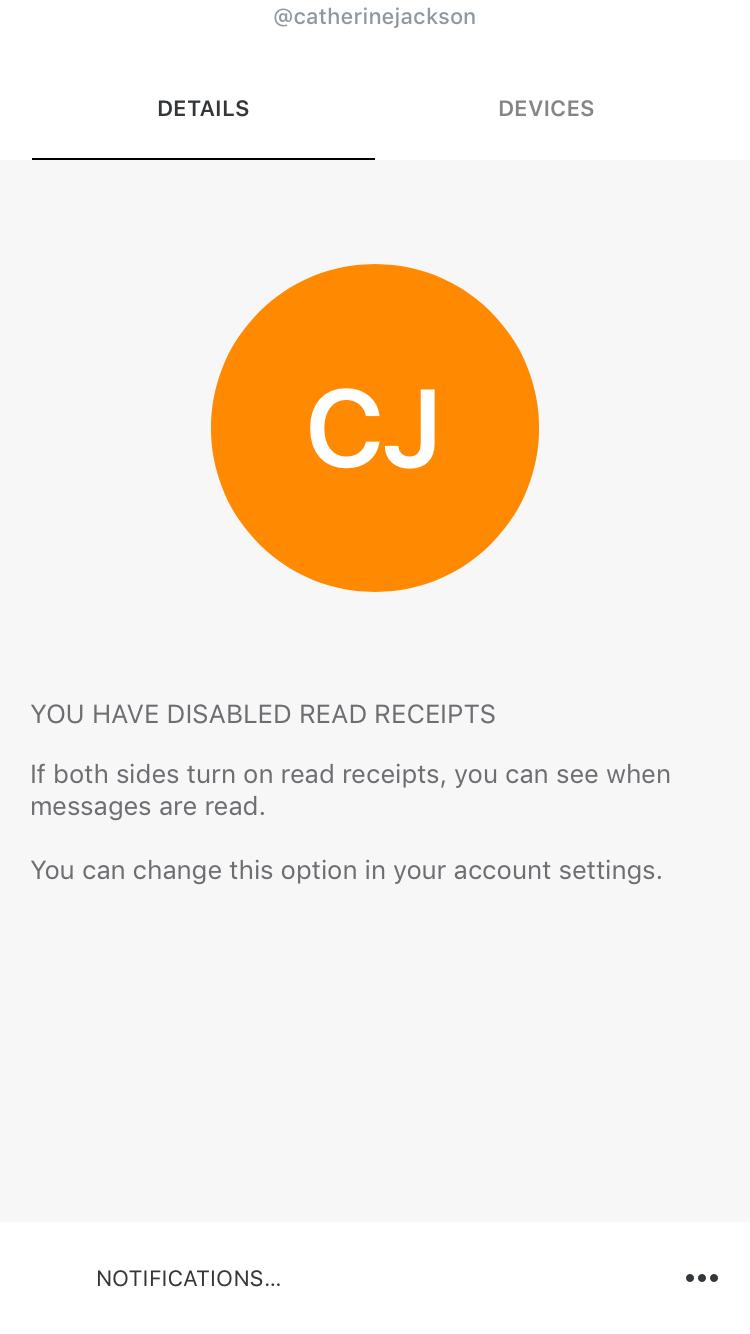 @catherinejackson
DETAILS
DEVICES
CJ
YOU HAVE DISABLED READ RECEIPTS
If both sides turn on read receipts, you can see when
messages are read.
You can change this option in your account settings.
NOTIFICATIONS...